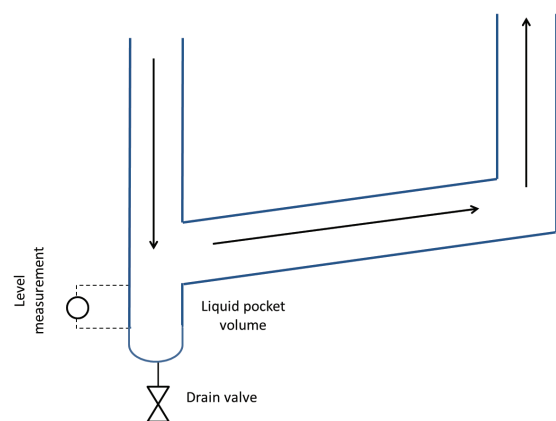 Level
measurement
Liquid pocket
volume
Drain valve